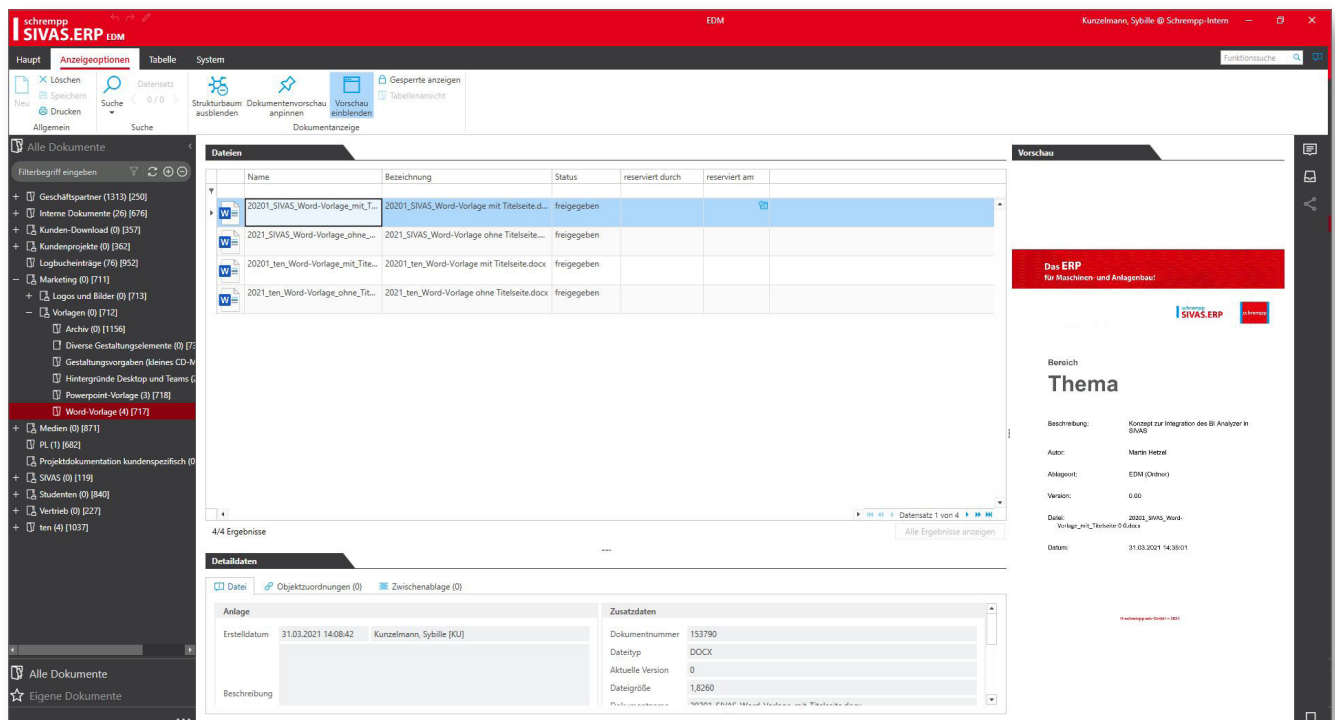 schrempp
SIVAS.ERP EDM
EDM
Kunzelmann, Sybille @ Schrempp-Intern
Haupt Anzeigeoptionen Tabelle System
Funktionssuche
Neu
Löschen
Speichern
Drucken
Allgemein
Suche
Datensatz
0 / 0
Suche
Strukturbaum ausblenden
Dokumentenvorschau anpinnen
Vorschau einblenden
Gesperrte anzeigen
Tabellenansicht
Dokumentanzeige
Alle Dokumente
Filterbegriff eingeben
Geschäftspartner (1313) [250]
Interne Dokumente (26) [676]
Kunden-Download (0) [357]
Kundenprojekte (0) [362]
Logbucheinträge (76) [952]
Marketing (0) [711]
Logos und Bilder (0) [713]
Vorlagen (0) [712]
Archiv (0) [1156]
Diverse Gestaltungselemente (0) [73
Gestaltungsvorgaben (kleines CD-M
Hintergründe Desktop und Teams (2
Powerpoint-Vorlage (3) [718]
Word-Vorlage (4) [717]
Medien (0) [871]
PL (1) [682]
Projektdokumentation kundenspezifisch (0
SIVAS (0) [119]
Studenten (0) [840]
Vertrieb (0) [227]
ten (4) [1037]
Alle Dokumente
Eigene Dokumente
Dateien
Name Bezeichnung Status reserviert durch reserviert am
20201_SIVAS_Word-Vorlage_mit_T... 20201_SIVAS_Word-Vorlage mit Titelseite.d... freigegeben
2021_SIVAS_Word-Vorlage_ohne_... 2021_SIVAS_Word-Vorlage ohne Titelseite.... freigegeben
20201_ten_Word-Vorlage_mit_Tite... 20201_ten_Word-Vorlage mit Titelseite.docx freigegeben
2021_ten_Word-Vorlage_ohne_Tit... 2021_ten_Word-Vorlage ohne Titelseite.docx freigegeben
Datensatz 1 von 4
4/4 Ergebnisse
Alle Ergebnisse anzeigen
Detaildaten
Datei Objektzuordnungen (0) Zwischenablage (0)
Anlage
Erstelldatum 31.03.2021 14:08:42 Kunzelmann, Sybille [KU]
Beschreibung
Zusatzdaten
Dokumentnummer 153790
Dateityp DOCX
Aktuelle Version 0
Dateigröße 1,8260
Dokumentname 20201_SIVAS_Word-Vorlage_mit_Titelseite.docx
Vorschau
Das ERP
für Maschinen- und Anlagenbau!
schrempp
SIVAS.ERP
schrempp
Bereich
Thema
Beschreibung: Konzept zur Integration des BI Analyzer in
SIVAS
Autor: Martin Hetzel
Ablageort: EDM (Ordner)
Version: 0.00
Datei: 20201_SIVAS_Word-
Vorlage_mit_Titelseite 0 0.docx
Datum: 31.03.2021 14:35:01